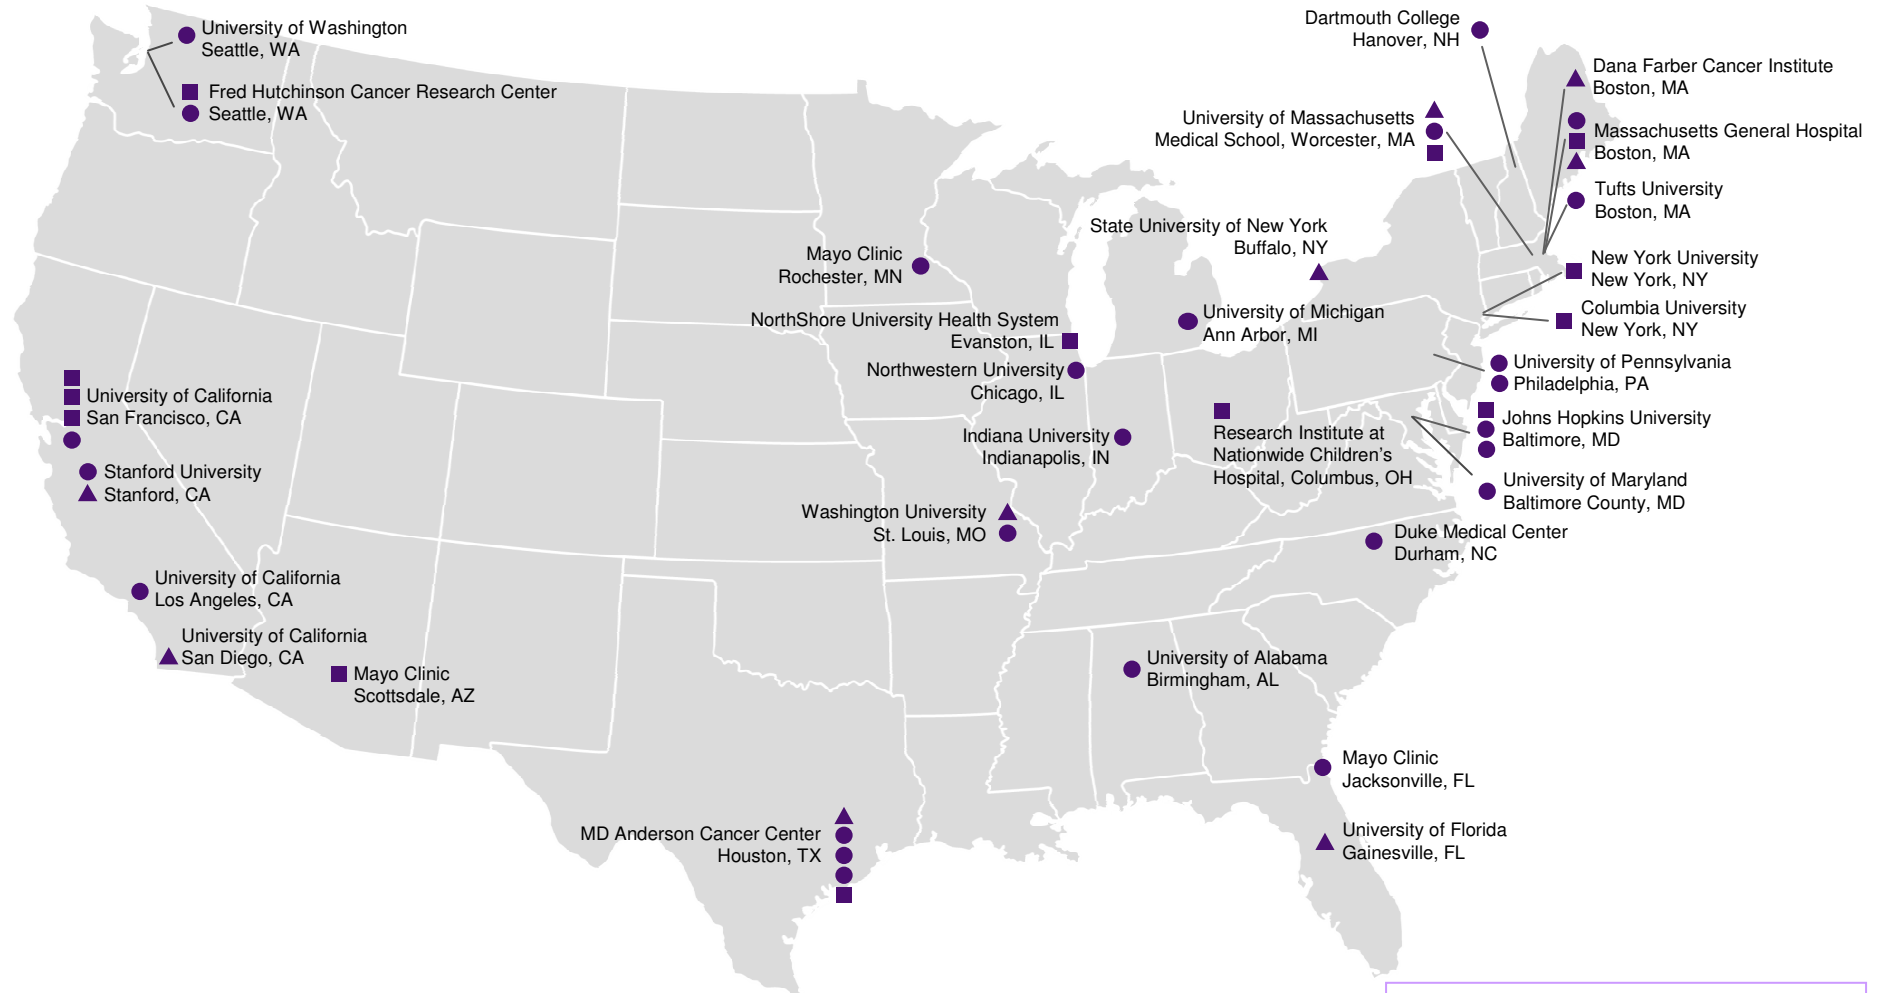 University of Washington
Seattle, WA
Fred Hutchinson Cancer Research Center
Seattle, WA
Dartmouth College
Hanover, NH
Dana Farber Cancer Institute
Boston, MA
University of Massachusetts
Medical School, Worcester, MA
Massachusetts General Hospital
Boston, MA
Tufts University
Boston, MA
State University of New York
Buffalo, NY
Mayo Clinic
Rochester, MN
New York University
New York, NY
NorthShore University Health System
Evanston, IL
University of Michigan
Ann Arbor, MI
Columbia University
New York, NY
Northwestern University
Chicago, IL
University of Pennsylvania
Philadelphia, PA
University of California
San Francisco, CA
Johns Hopkins University
Baltimore, MD
Indiana University
Indianapolis, IN
Research Institute at
Nationwide Children’s
Hospital, Columbus, OH
Stanford University
Stanford, CA
University of Maryland
Baltimore County, MD
Washington University
St. Louis, MO
Duke Medical Center
Durham, NC
University of California
Los Angeles, CA
University of California
San Diego, CA
Mayo Clinic
Scottsdale, AZ
University of Alabama
Birmingham, AL
Mayo Clinic
Jacksonville, FL
MD Anderson Cancer Center
Houston, TX
University of Florida
Gainesville, FL